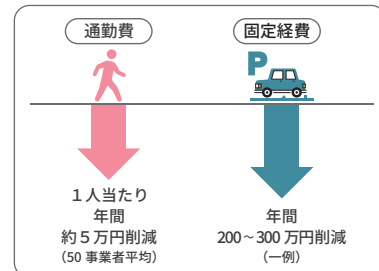 通勤費
固定経費
P
1人当たり
年間
約5万円削減
(50事業者平均)
年間
200~300万円削減
(一例)